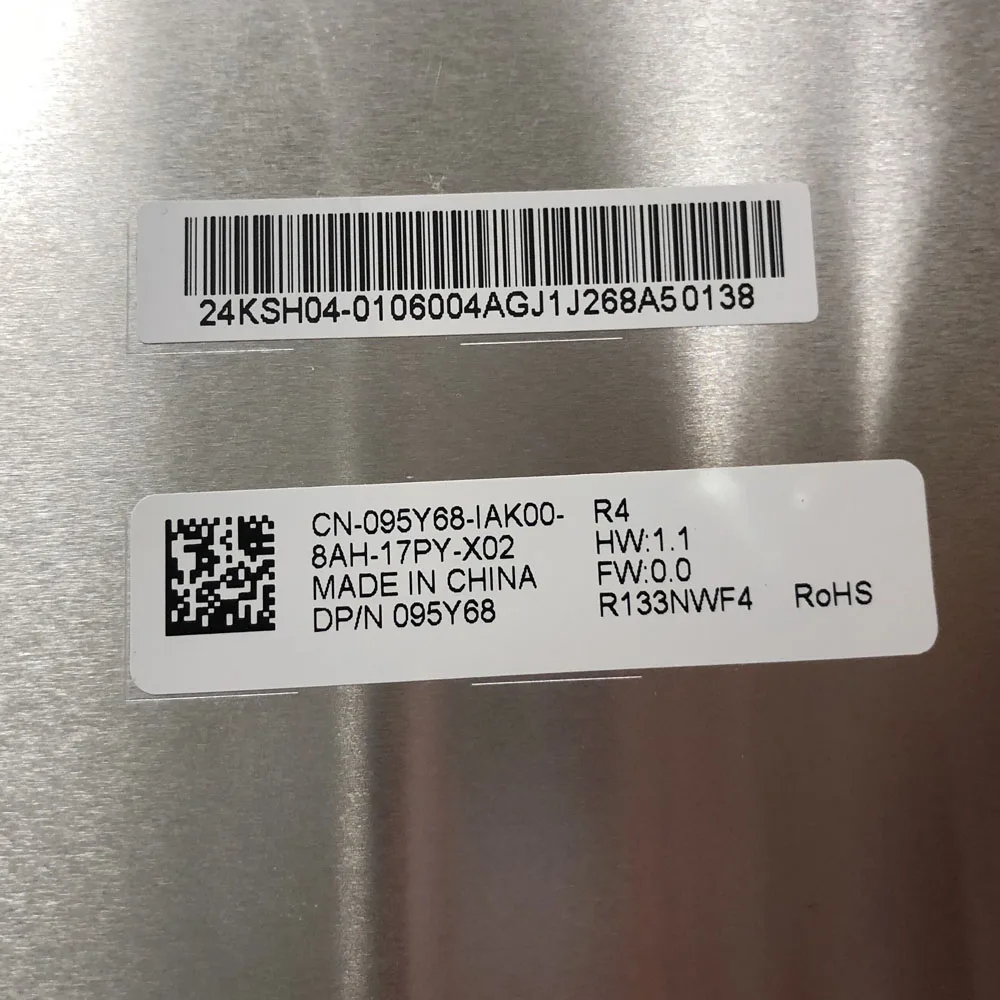 24KSH04-0106004AGJ1J268A50138
CN-095Y68-IAK00-
8AH-17PY-X02
MADE IN CHINA
DP/N 095Y68
R4
HW:1.1
FW:0.0
R133NWF4 RoHS